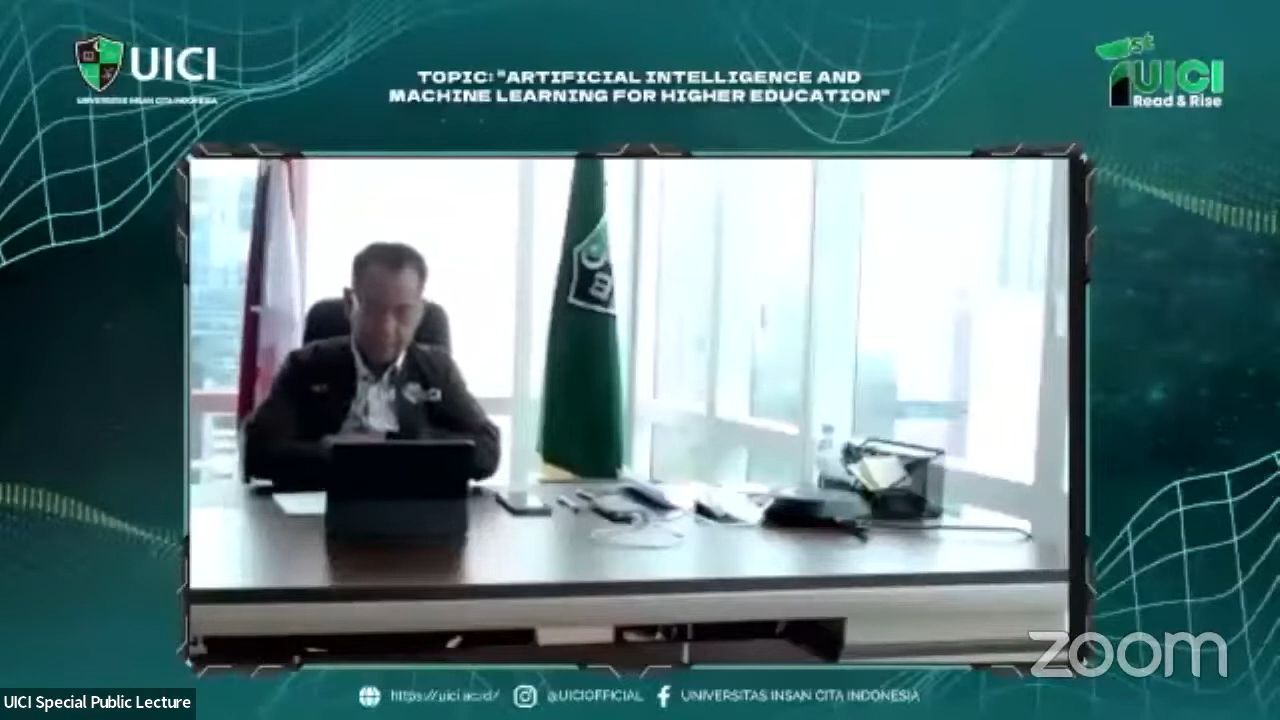 UICI
UNIVERSITAS INSAN CITA INDONESIA
TOPIC: "ARTIFICIAL INTELLIGENCE AND
MACHINE LEARNING FOR HIGHER EDUCATION"
1st
UICI
Read & Rise
zoom
https://uici.ac.id/
@UICIOFFICIAL
UNIVERSITAS INSAN CITA INDONESIA
UICI Special Public Lecture